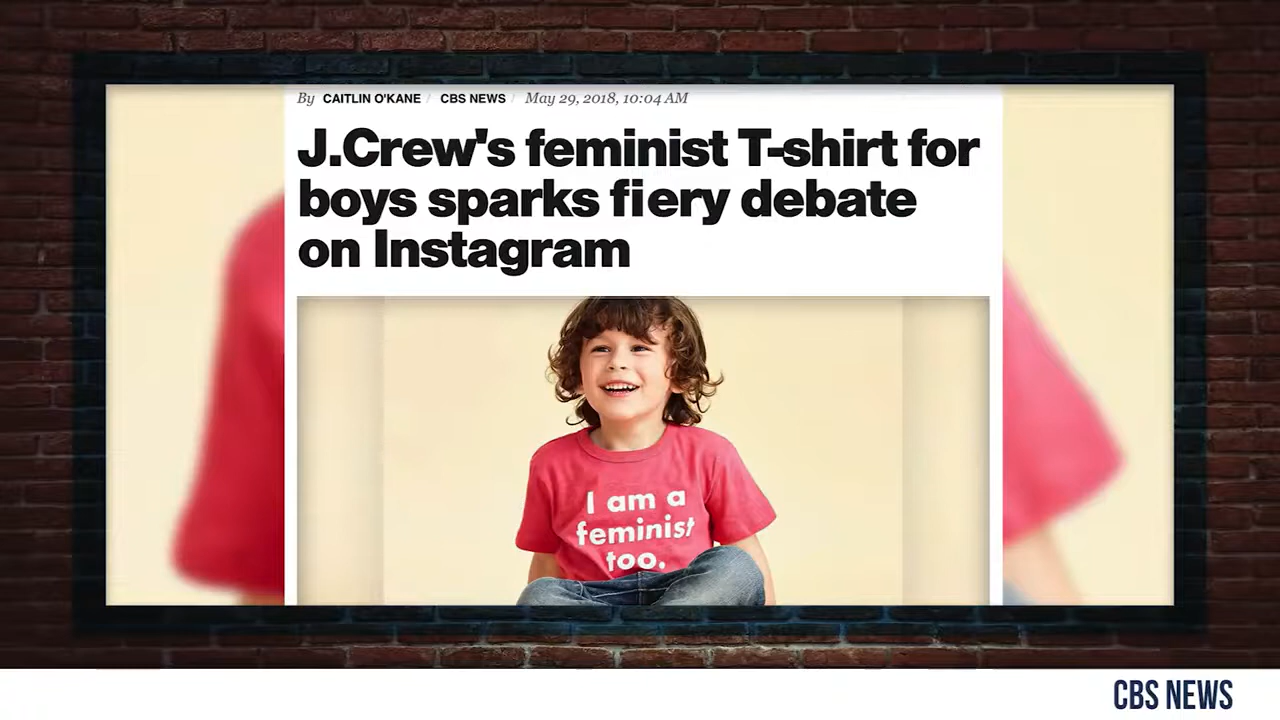 By CAITLIN O'KANE / CBS NEWS / May 29, 2018, 10:04 AM
J.Crew's feminist T-shirt for
boys sparks fiery debate
on Instagram
I am a
feminist
too.
CBS NEWS